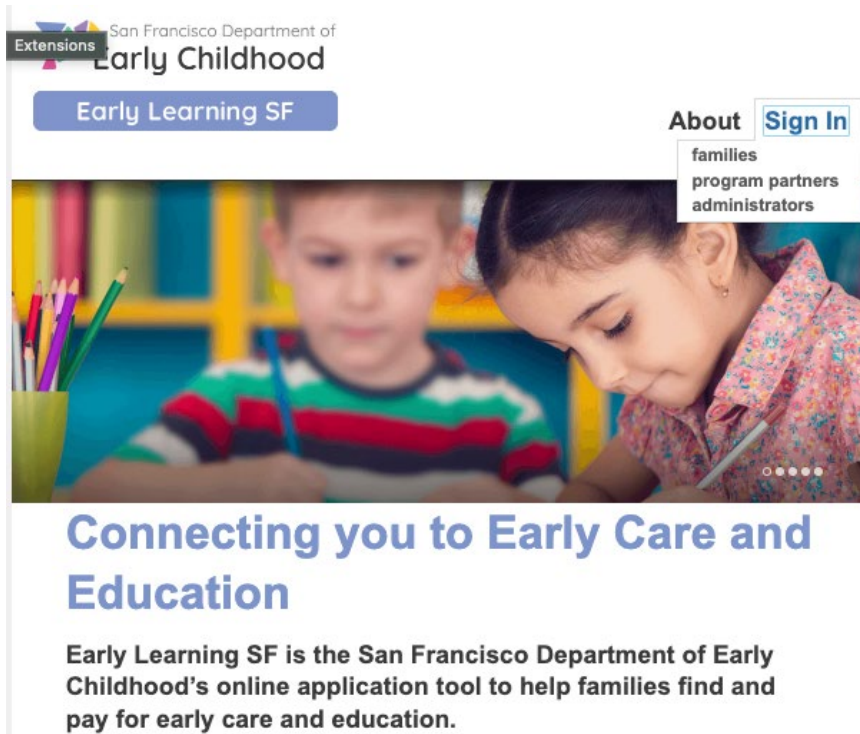 San Francisco Department of
Extensions
Early Childhood
Early Learning SF
About Sign In
families
program partners
administrators
Connecting you to Early Care and
Education
Early Learning SF is the San Francisco Department of Early
Childhood’s online application tool to help families find and
pay for early care and education.